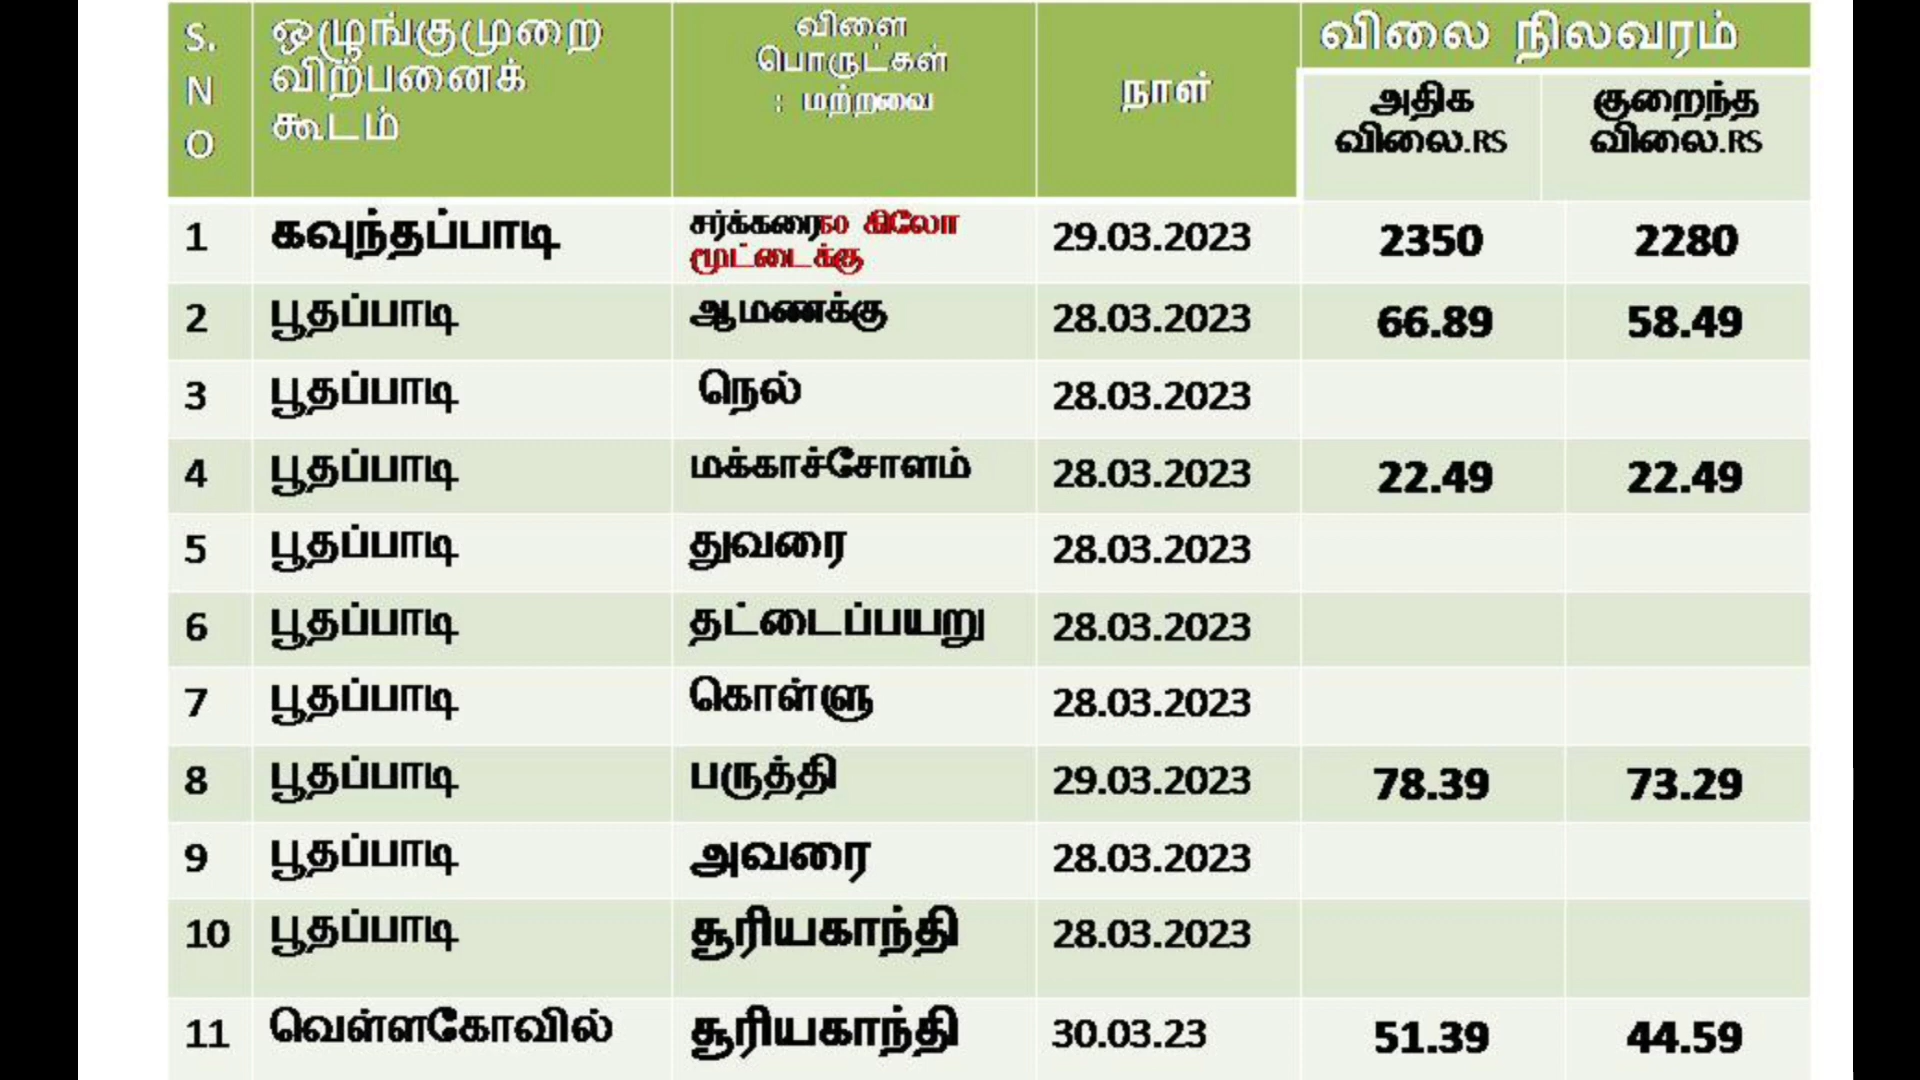 S.NO ஒழுங்குமுறை விற்பனைக் கூடம் விளை பொருட்கள் : மற்றவை நாள் விலை நிலவரம்
அதிக விலை.RS குறைந்த விலை.RS
1 கவுந்தப்பாடி சர்க்கரை50 கிலோ மூட்டைக்கு 29.03.2023 2350 2280
2 பூதப்பாடி ஆமணக்கு 28.03.2023 66.89 58.49
3 பூதப்பாடி நெல் 28.03.2023
4 பூதப்பாடி மக்காச்சோளம் 28.03.2023 22.49 22.49
5 பூதப்பாடி துவரை 28.03.2023
6 பூதப்பாடி தட்டைப்பயறு 28.03.2023
7 பூதப்பாடி கொள்ளு 28.03.2023
8 பூதப்பாடி பருத்தி 29.03.2023 78.39 73.29
9 பூதப்பாடி அவரை 28.03.2023
10 பூதப்பாடி சூரியகாந்தி 28.03.2023
11 வெள்ளகோவில் சூரியகாந்தி 30.03.23 51.39 44.59